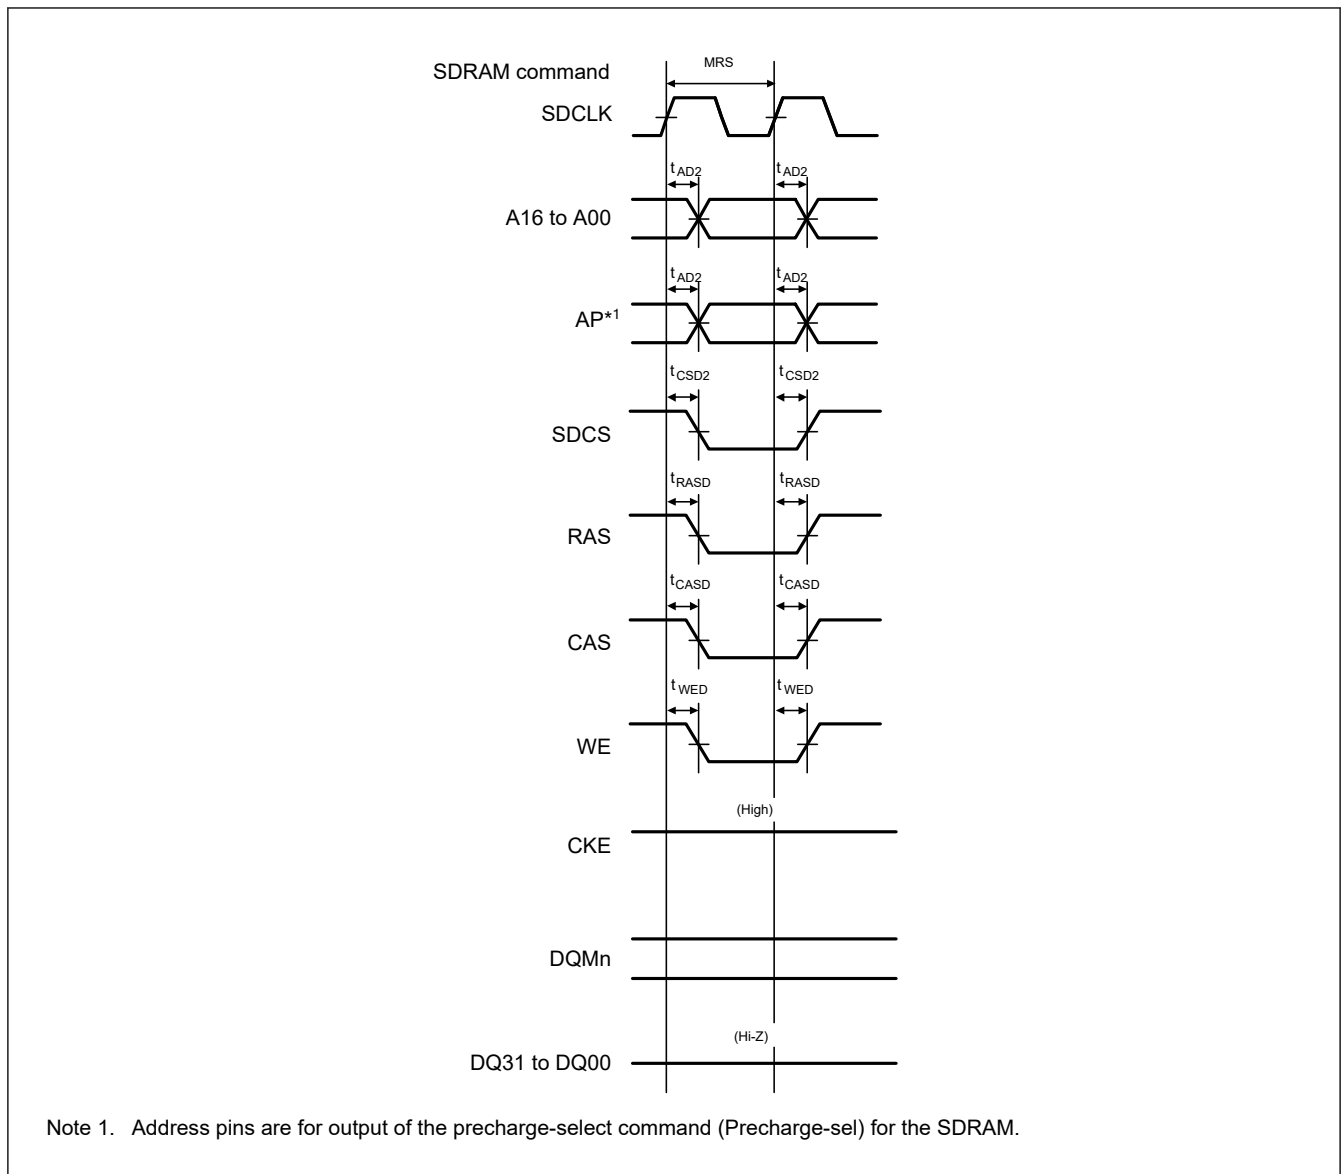 MRS
SDRAM command
SDCLK
tAD2 tAD2
A16 to A00
tAD2 tAD2
AP*1
tCSD2 tCSD2
SDCS
tRASD tRASD
RAS
tCASD tCASD
CAS
tWED tWED
WE
(High)
CKE
DQMn
(Hi-Z)
DQ31 to DQ00
Note 1. Address pins are for output of the precharge-select command (Precharge-sel) for the SDRAM.